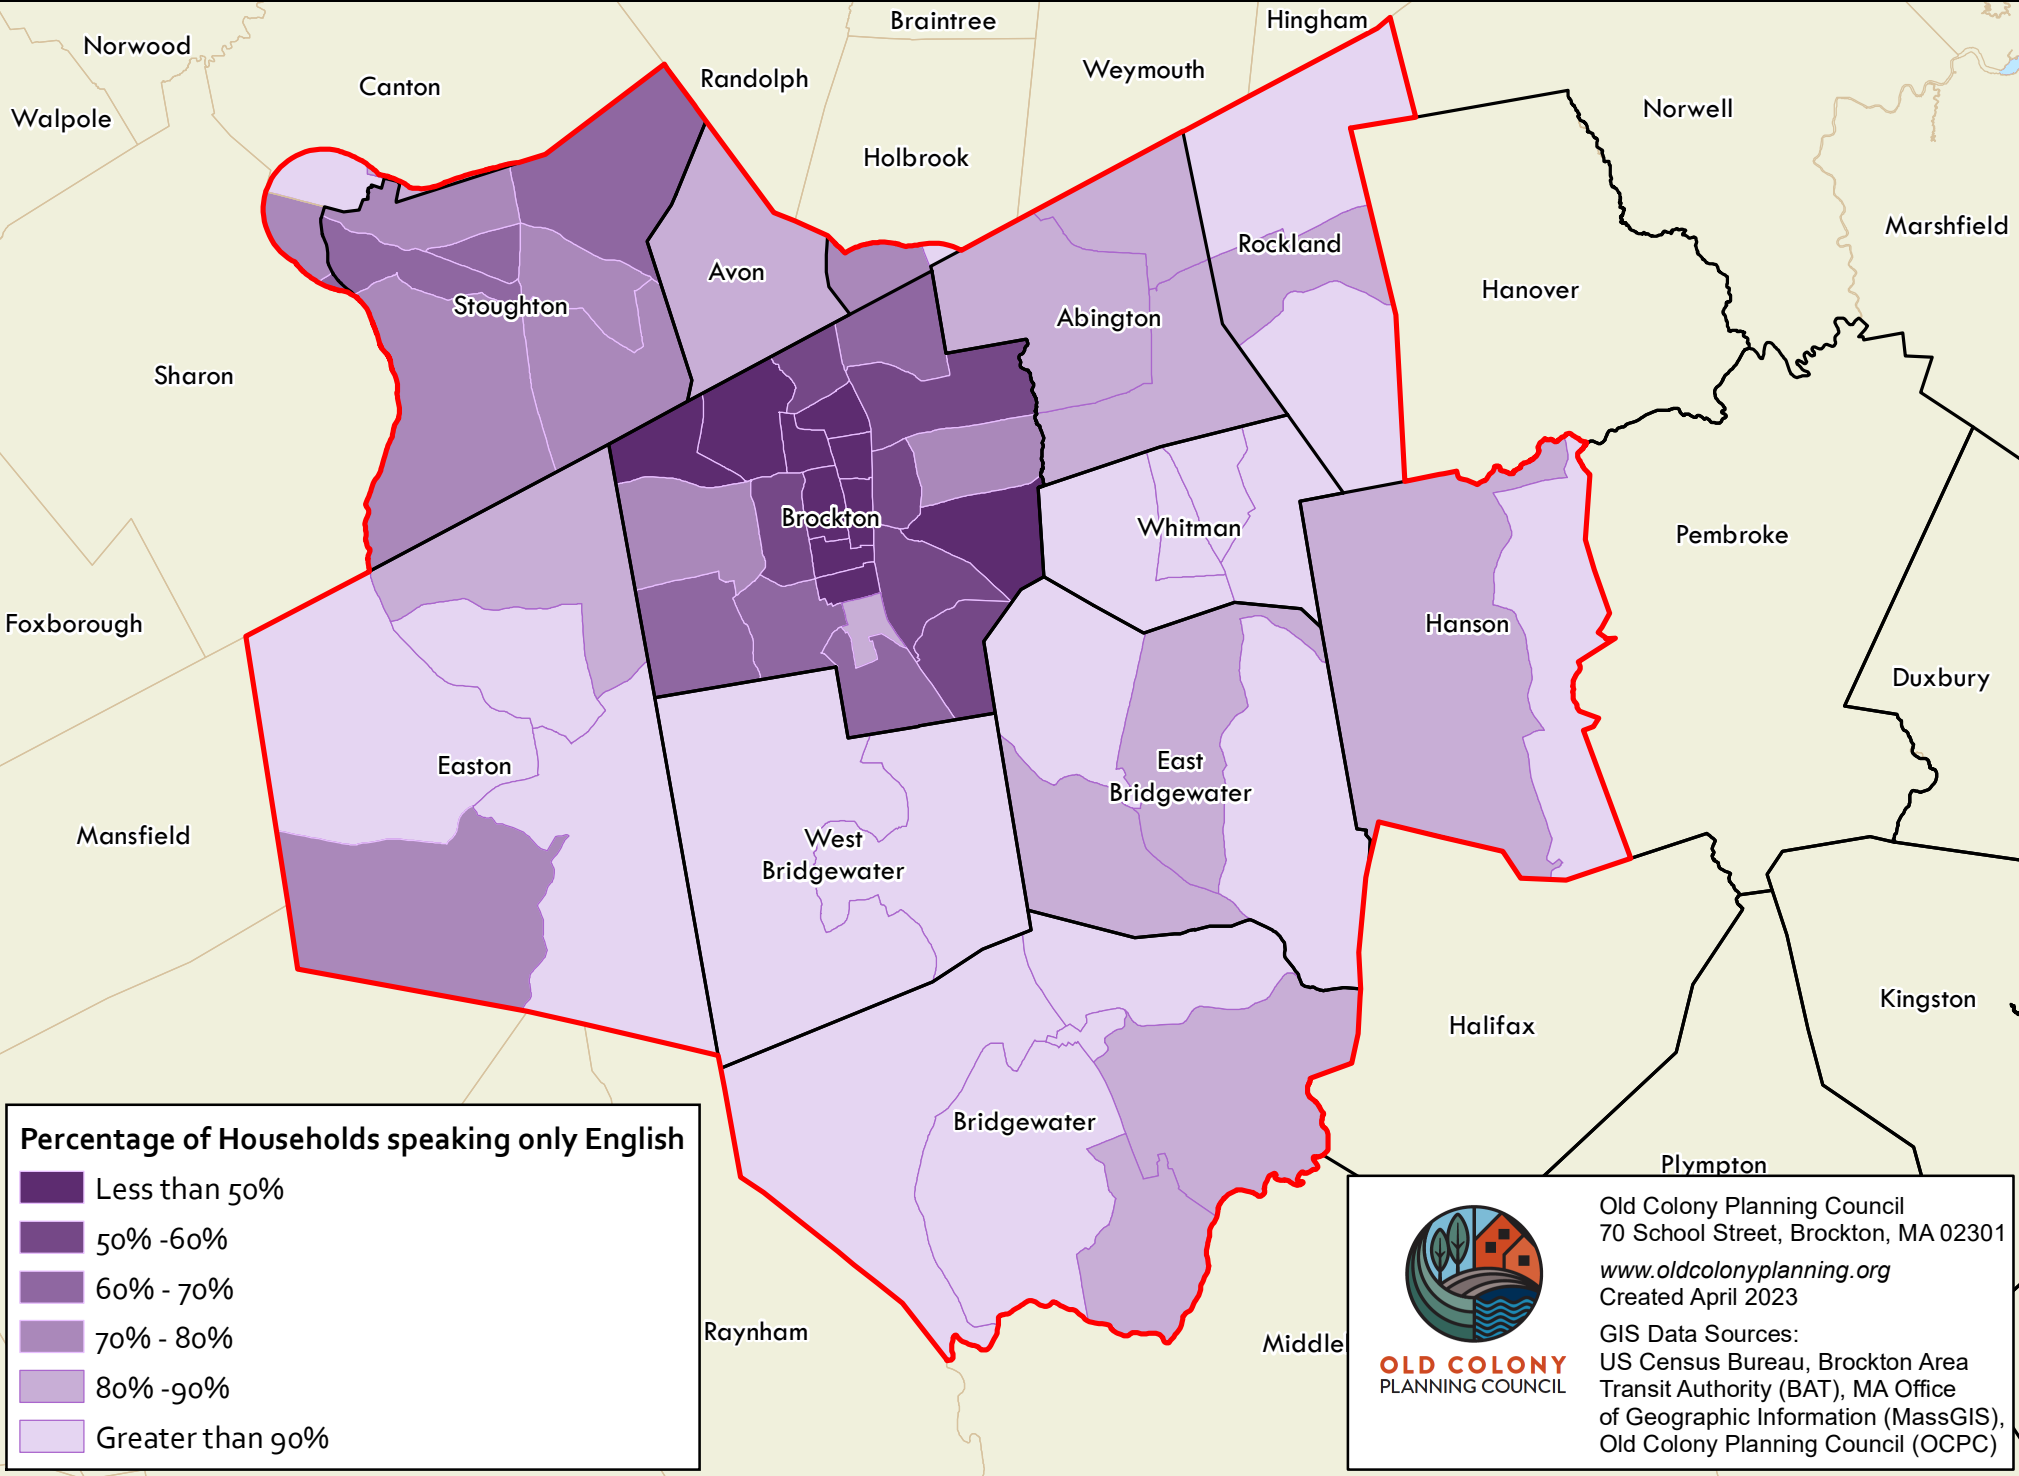 Braintree
Hingham
Norwood
Canton
Randolph
Weymouth
Walpole
Norwell
Holbrook
Marshfield
Rockland
Avon
Hanover
Stoughton
Abington
Sharon
Brockton
Whitman
Pembroke
Foxborough
Hanson
Duxbury
Easton
East
Bridgewater
Mansfield
West
Bridgewater
Kingston
Halifax
Bridgewater
Plympton
Raynham
Middlel
Percentage of Households speaking only English
Less than 50%
50% -60%
60% - 70%
70% - 80%
80% -90%
Greater than 90%
OLD COLONY
PLANNING COUNCIL
Old Colony Planning Council
70 School Street, Brockton, MA 02301
www.oldcolonyplanning.org
Created April 2023
GIS Data Sources:
US Census Bureau, Brockton Area
Transit Authority (BAT), MA Office
of Geographic Information (MassGIS),
Old Colony Planning Council (OCPC)